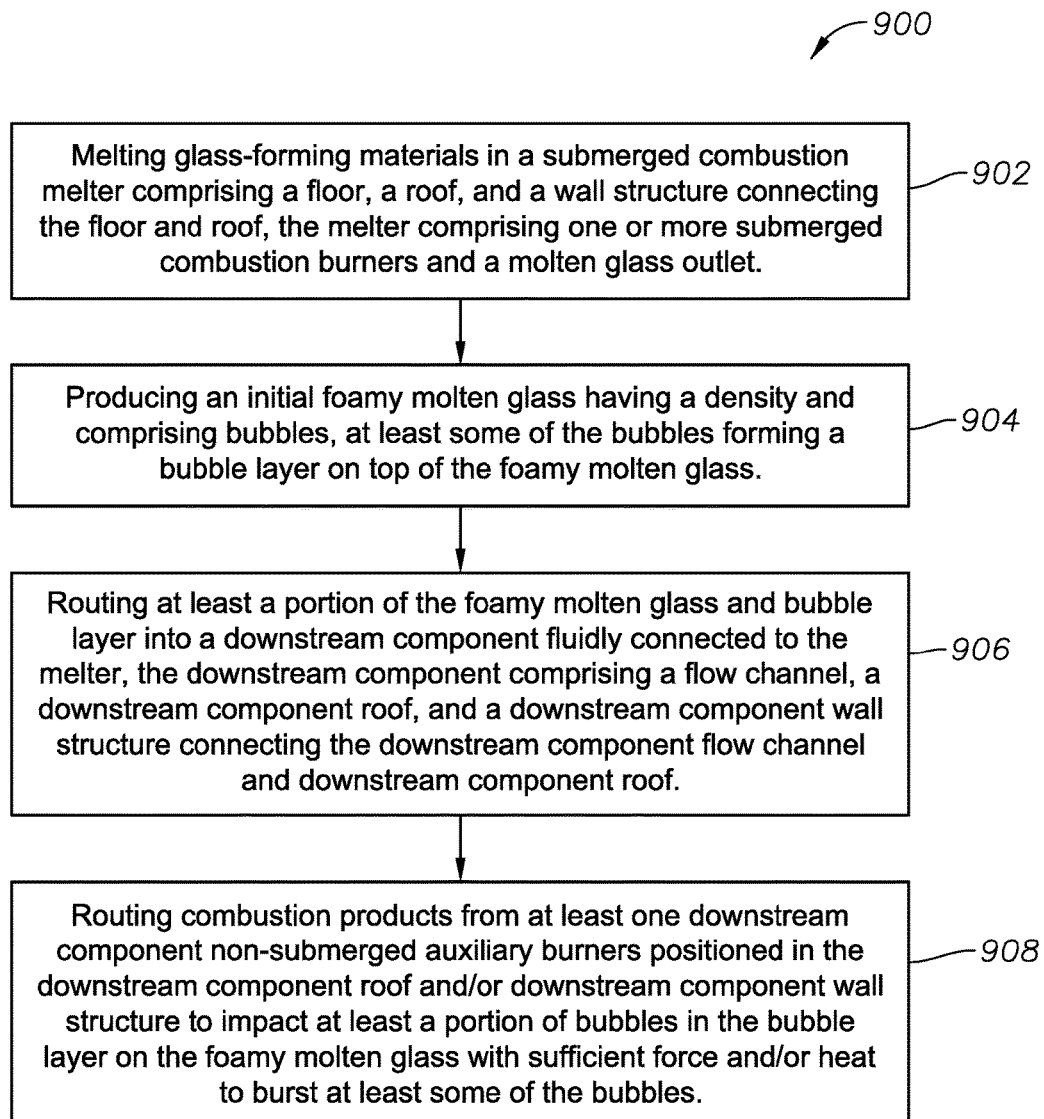 900
Melting glass-forming materials in a submerged combustion
melter comprising a floor, a roof, and a wall structure connecting
the floor and roof, the melter comprising one or more submerged
combustion burners and a molten glass outlet.
902
Producing an initial foamy molten glass having a density and
comprising bubbles, at least some of the bubbles forming a
bubble layer on top of the foamy molten glass.
904
Routing at least a portion of the foamy molten glass and bubble
layer into a downstream component fluidly connected to the
melter, the downstream component comprising a flow channel, a
downstream component roof, and a downstream component wall
structure connecting the downstream component flow channel
and downstream component roof.
906
Routing combustion products from at least one downstream
component non-submerged auxiliary burners positioned in the
downstream component roof and/or downstream component wall
structure to impact at least a portion of bubbles in the bubble
layer on the foamy molten glass with sufficient force and/or heat
to burst at least some of the bubbles.
908